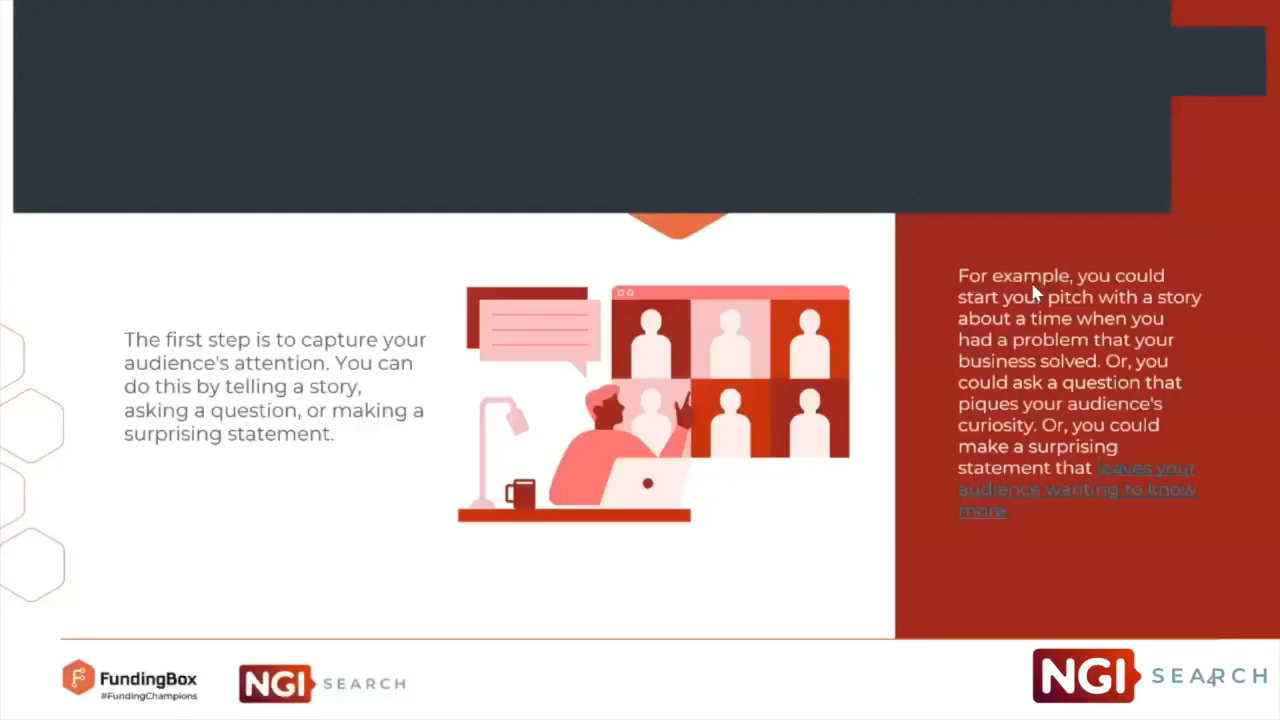 The first step is to capture your
audience's attention. You can
do this by telling a story,
asking a question, or making a
surprising statement.
For example, you could
start your pitch with a story
about a time when you
had a problem that your
business solved. Or, you
could ask a question that
piques your audience's
curiosity. Or, you could
make a surprising
statement that leaves your
audience wanting to know
more.
FundingBox
#FundingChampions
NGI SEARCH
NGI SEARCH
4